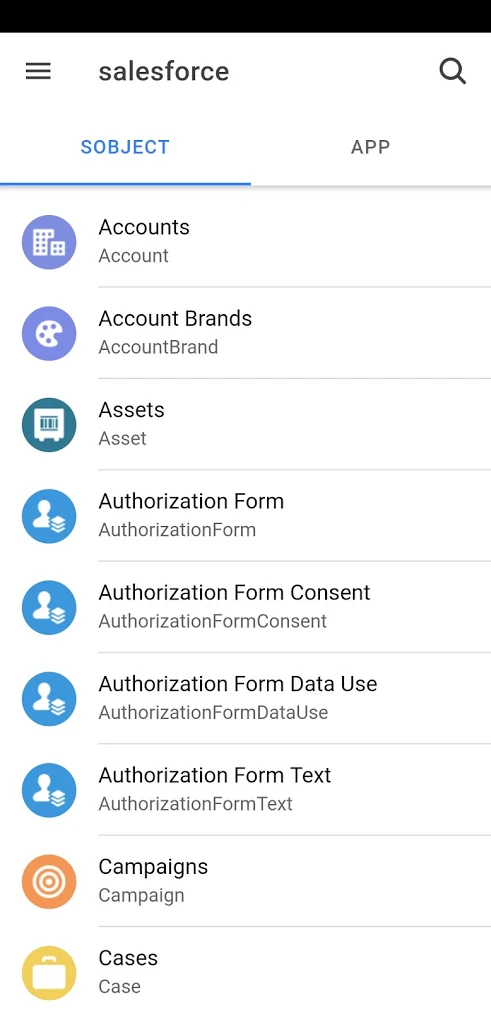 salesforce
SOBJECT
APP
Accounts
Account
Account Brands
AccountBrand
Assets
Asset
Authorization Form
AuthorizationForm
Authorization Form Consent
AuthorizationFormConsent
Authorization Form Data Use
AuthorizationFormDataUse
Authorization Form Text
AuthorizationFormText
Campaigns
Campaign
Cases
Case